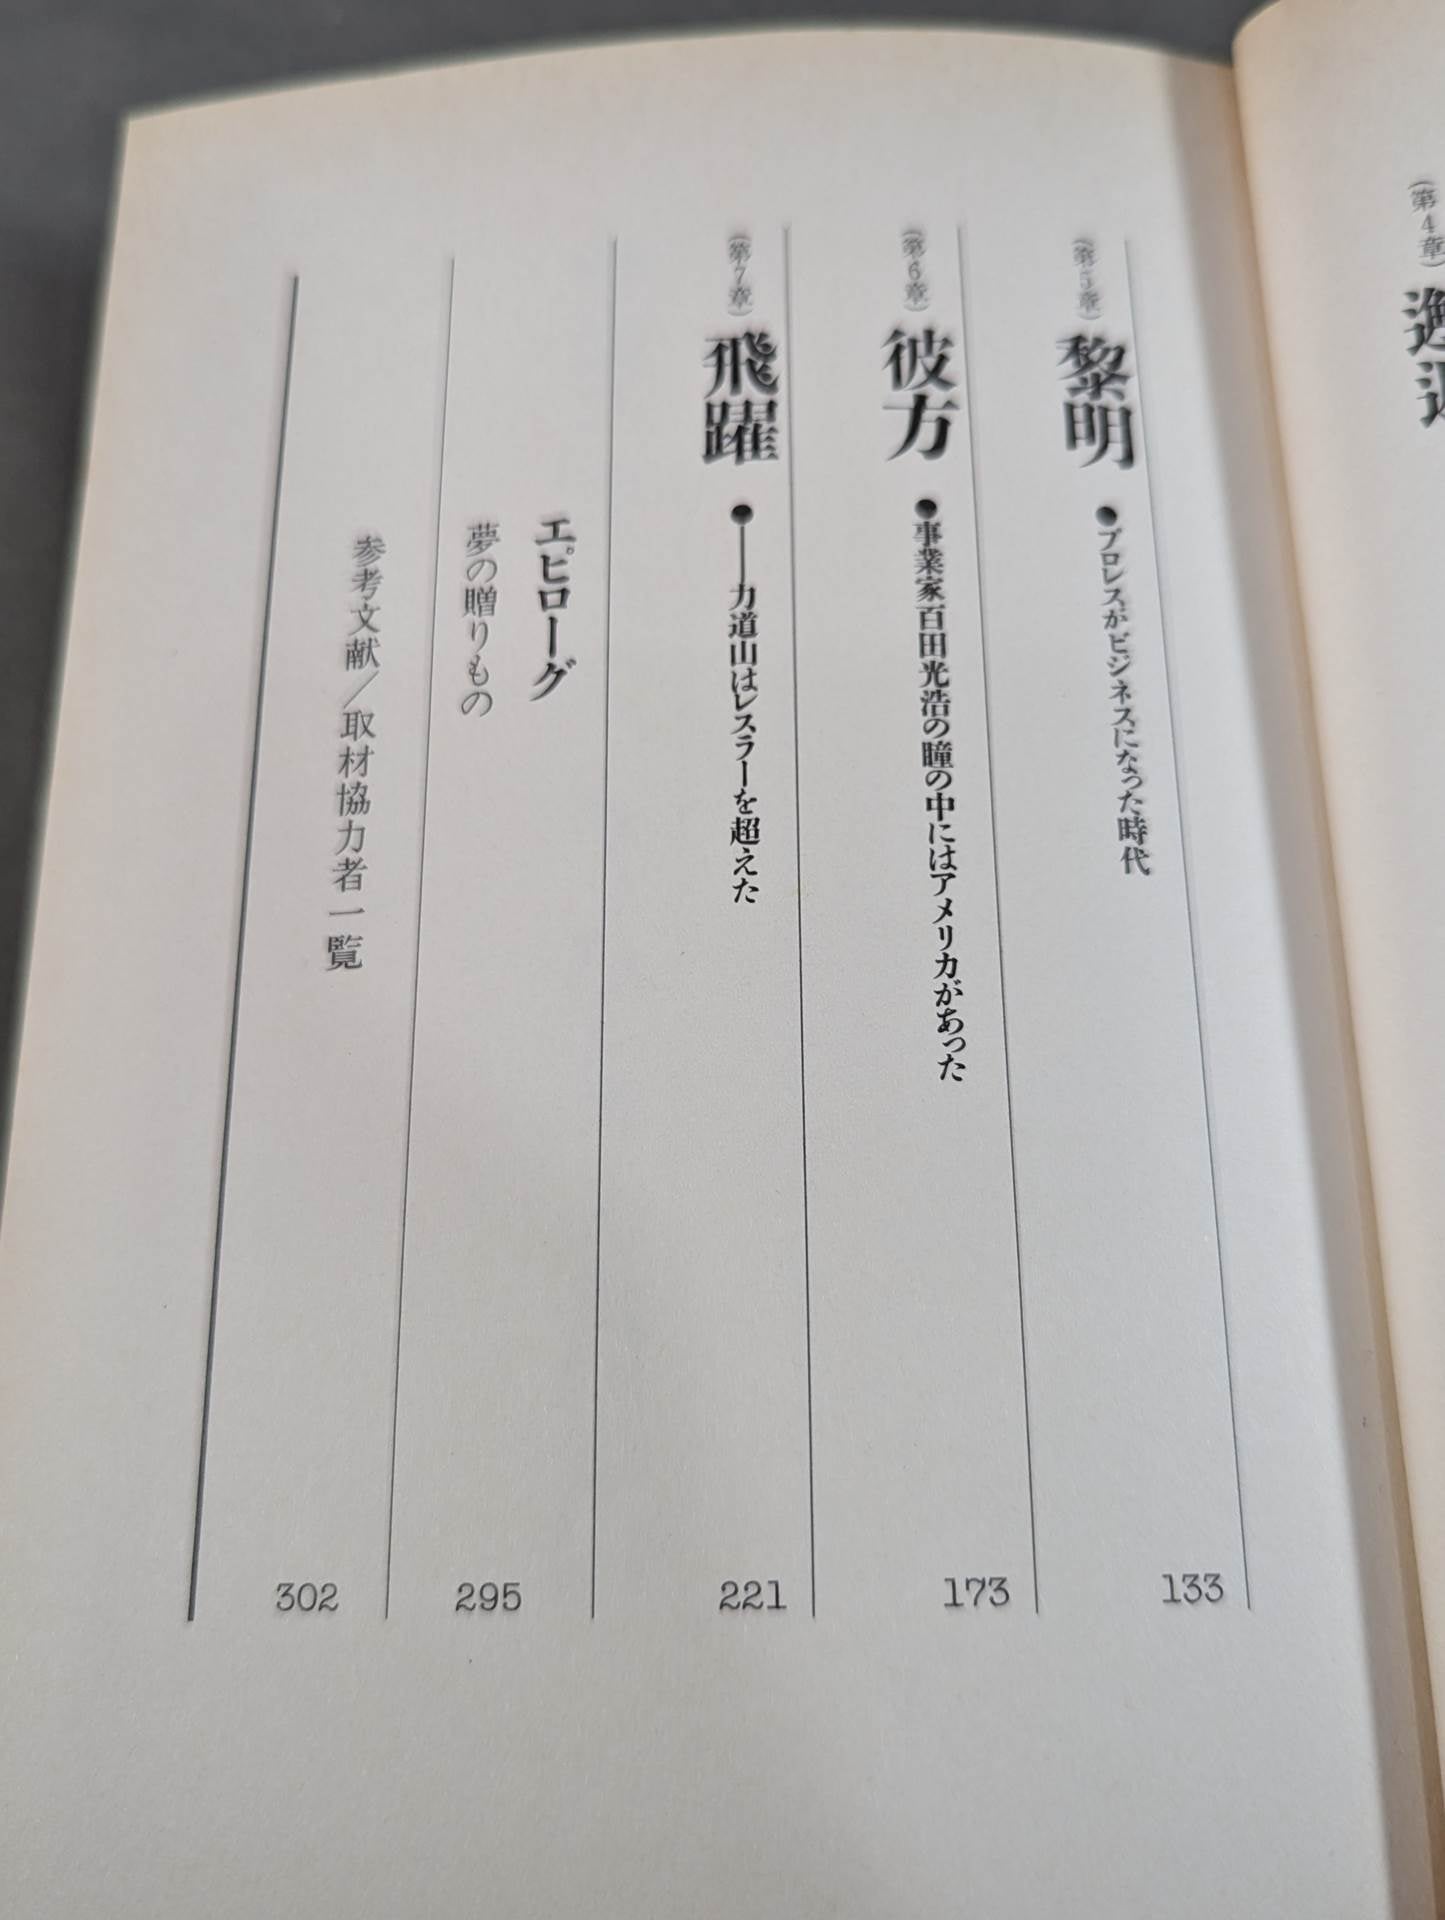 (第4章)
(第5章) 黎明 ●プロレスがビジネスになった時代 133
(第6章) 彼方 ●事業家百田光浩の瞳の中にはアメリカがあった 173
(第7章) 飛躍 ●——力道山はレスラーを超えた 221
エピローグ
夢の贈りもの 295
参考文献/取材協力者一覧 302